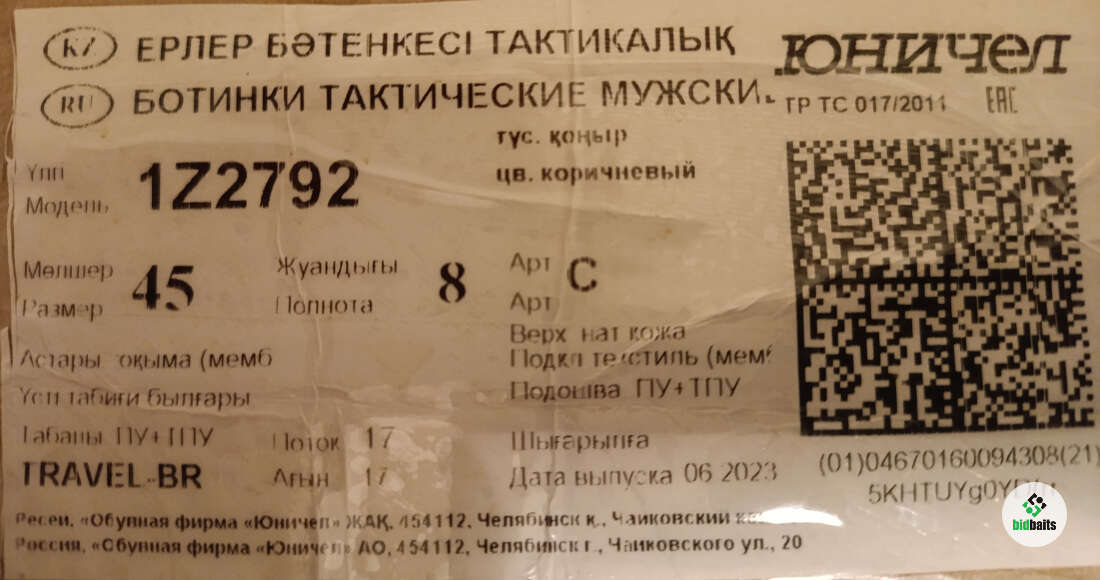 KZ ЕРЛЕР БӘТЕНКЕСІ ТАКТИКАЛЫҚ
ЮНИЧЕЛ
RU БОТИНКИ ТАКТИЧЕСКИЕ МУЖСКИ
ТР ТС 017/2011 EAC
түс. қоңыр
цв. коричневый
Үлгі
Модель 1Z2792
Мөлшер
Размер 45
Жуандығы
Полнота 8
Арт
Арт С
Верх нат кожа
Астары тоқыма (мемб
Подкл текстиль (мемб
Үсті табиғи былғары
Подошва ПУ+ТПУ
Табаны ПУ+ТПУ
Поток 17
Шығарылға
TRAVEL-BR
Ағын 17
Дата выпуска 06 2023
(01)04670160094308(21)
5KHTUYg0Y
bidbaits
Ресей, «Обувная фирма «Юничел» ЖАҚ, 454112, Челябинск қ., Чайковский
Россия, «Обувная фирма «Юничел» АО, 454112, Челябинск г., Чайковского ул., 20